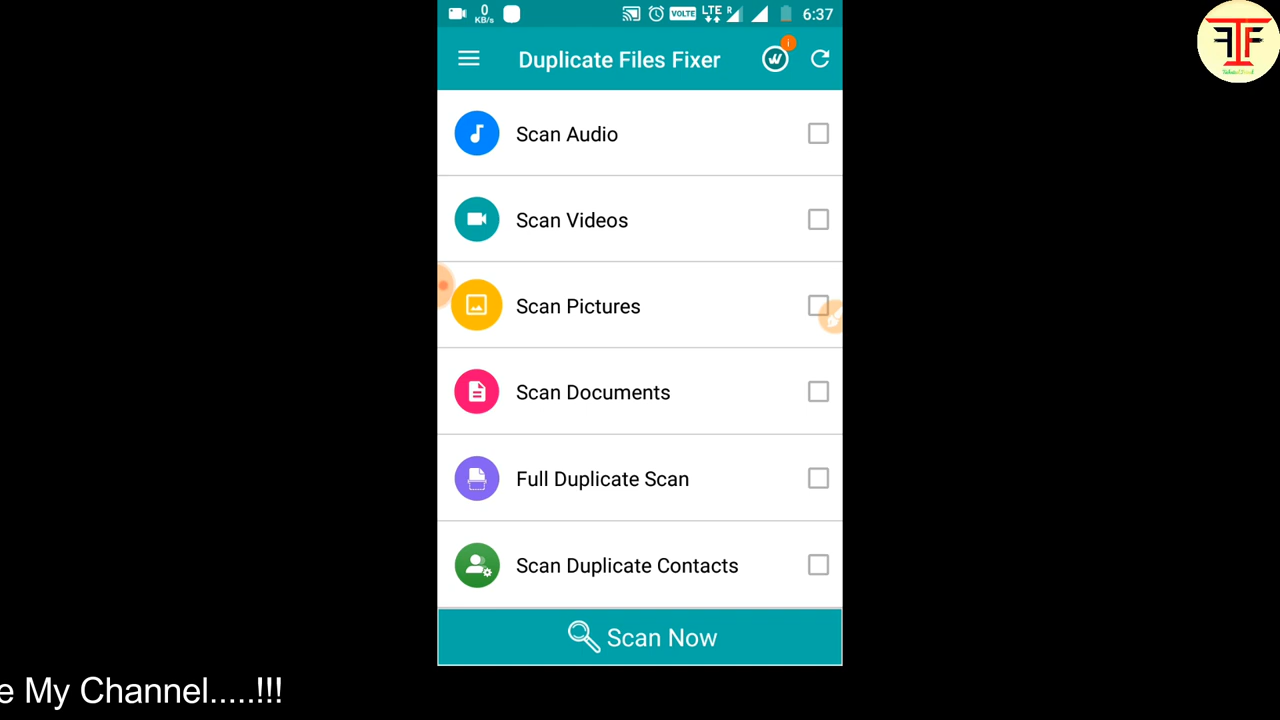 0
KB/s
VOLTE
LTE
R
6:37
Duplicate Files Fixer
i
Scan Audio
Scan Videos
Scan Pictures
Scan Documents
Full Duplicate Scan
Scan Duplicate Contacts
Scan Now
e My Channel.....!!!